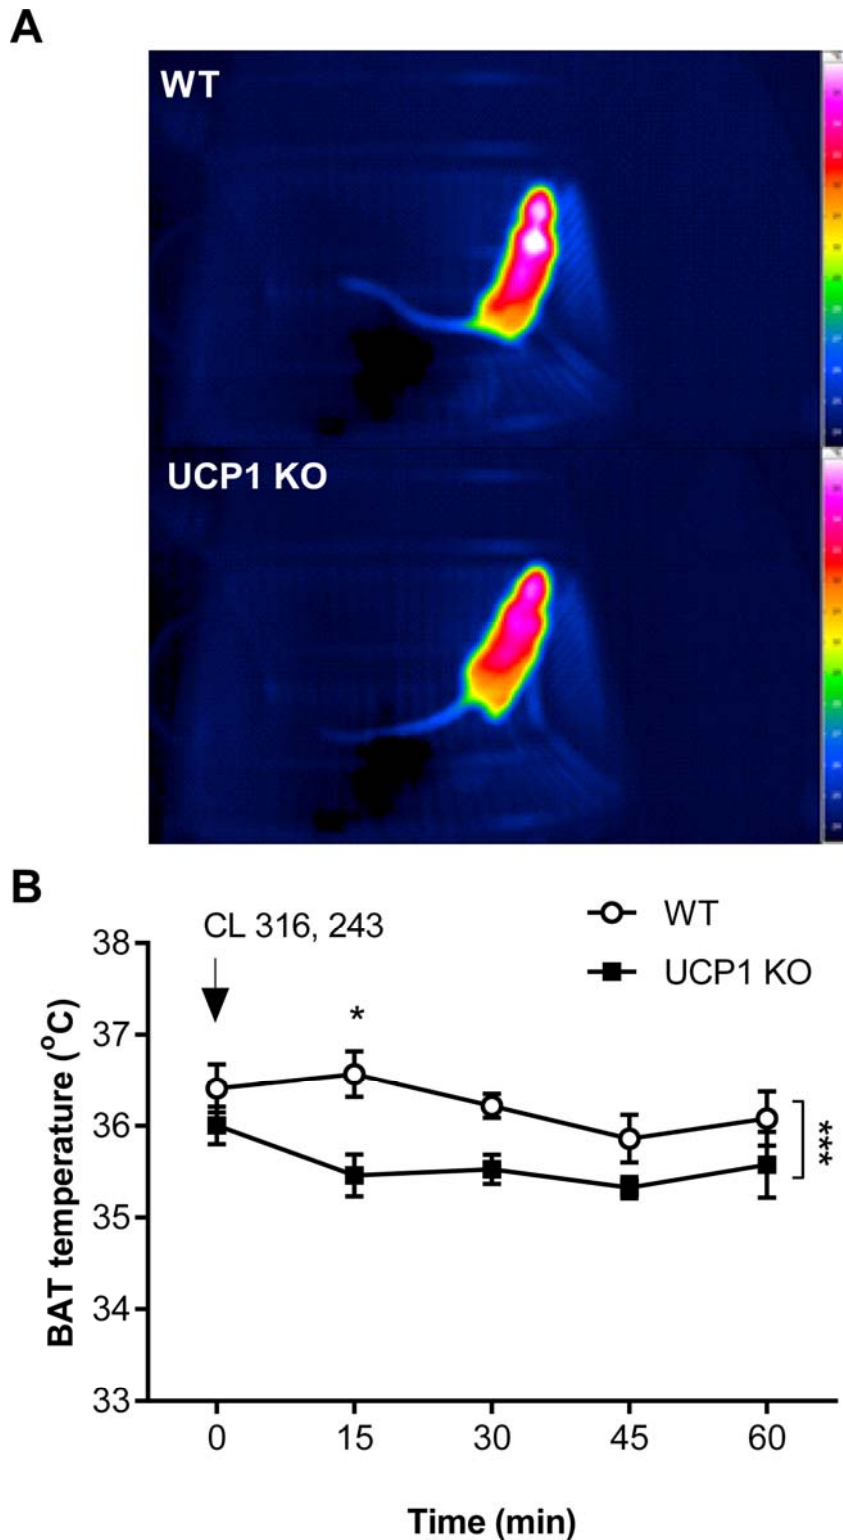 A
WT
UCP1 KO
B
CL 316, 243
WT
UCP1 KO
38
37
36
35
34
33
*
***
BAT temperature (°C)
0 15 30 45 60
Time (min)